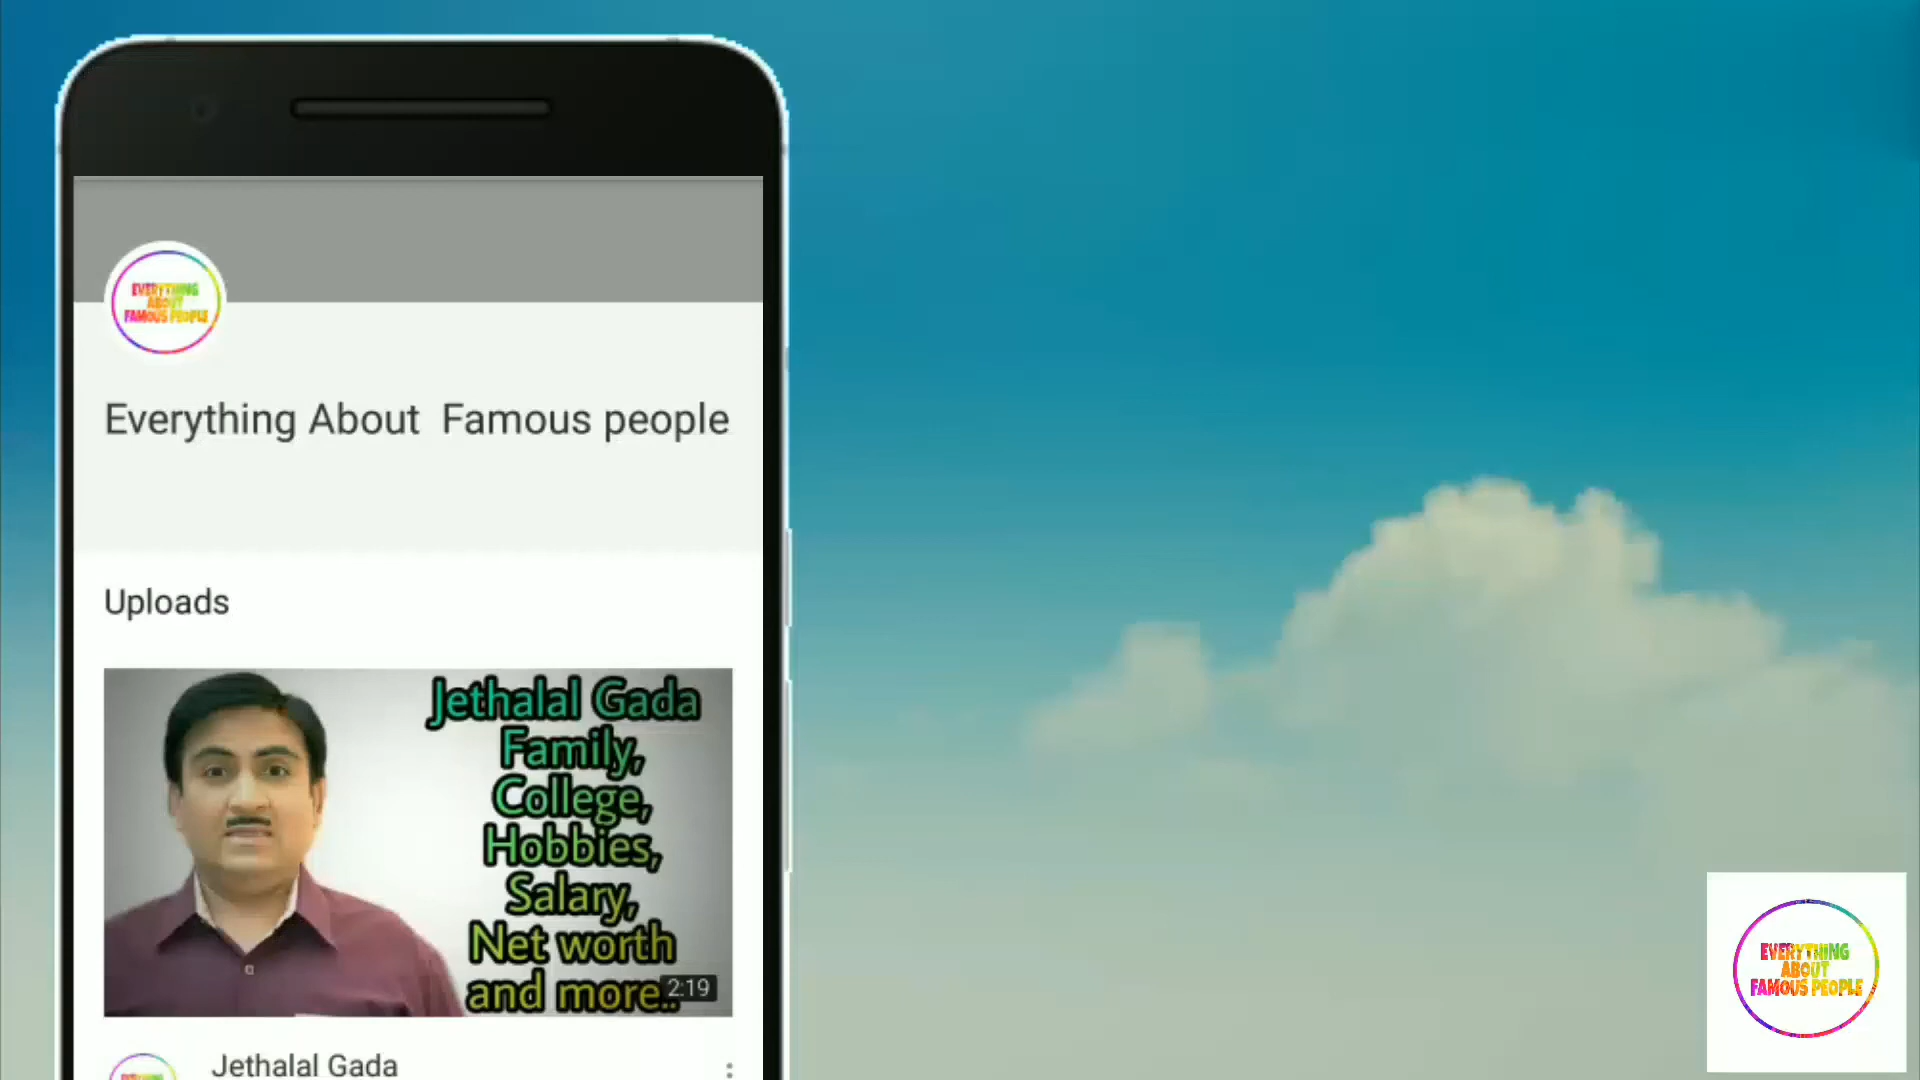 EVERYTHING
ABOUT
FAMOUS PEOPLE
Everything About Famous people
Uploads
Jethalal Gada
Family,
College,
Hobbies,
Salary,
Net worth
and more..
2:19
Jethalal Gada
EVERYTHING
ABOUT
FAMOUS PEOPLE